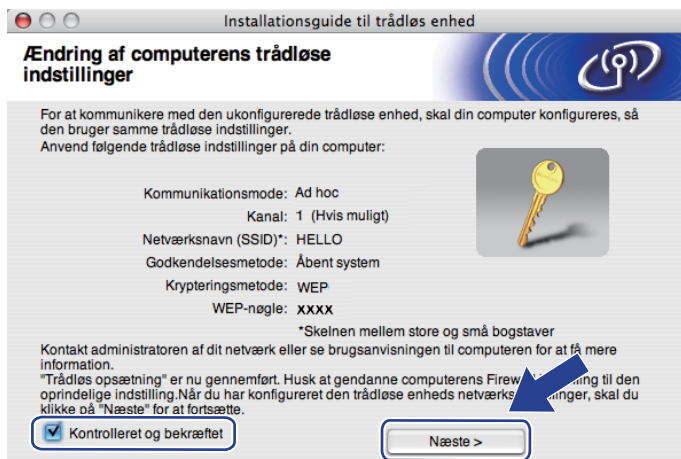 Installationsguide til trådløs enhed
Ændring af computerens trådløse
indstillinger
For at kommunikere med den ukonfigurerede trådløse enhed, skal din computer konfigureres, så
den bruger samme trådløse indstillinger.
Anvend følgende trådløse indstillinger på din computer:
Kommunikationsmode: Ad hoc
Kanal: 1 (Hvis muligt)
Netværksnavn (SSID)*: HELLO
Godkendelsesmetode: Åbent system
Krypteringsmetode: WEP
WEP-nøgle: XXXX
*Skelnen mellem store og små bogstaver
Kontakt administratoren af dit netværk eller se brugsanvisningen til computeren for at få mere
information.
"Trådløs opsætning" er nu gennemført. Husk at gendanne computerens til den
oprindelige indstilling.Når du har konfigureret den trådløse enheds skal du
klikke på "Næste" for at fortsætte.
Kontrolleret og bekræftet
Næste >